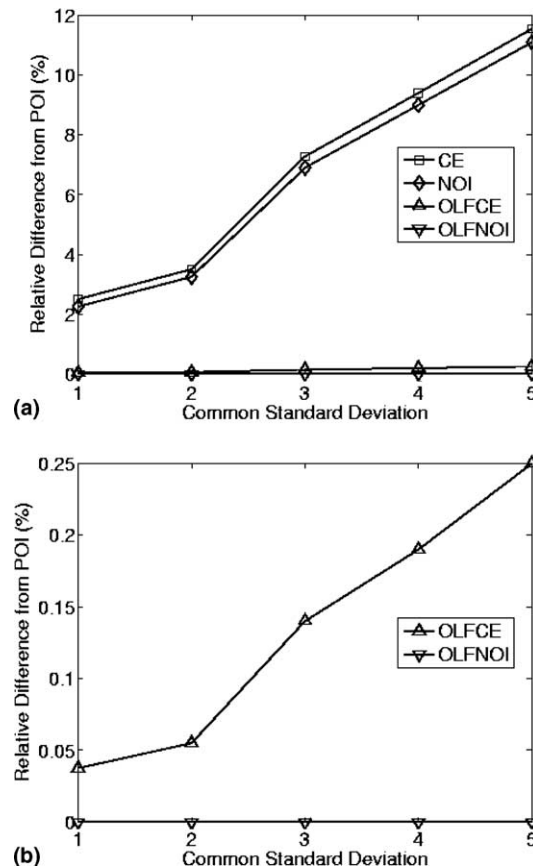 12
10
8
6
4
2
0
Relative Difference from POI (%)
CE
NOI
OLFCE
OLFNOI
1 2 3 4 5
Common Standard Deviation
(a)
0.25
0.2
0.15
0.1
0.05
0
Relative Difference from POI (%)
OLFCE
OLFNOI
1 2 3 4 5
Common Standard Deviation
(b)